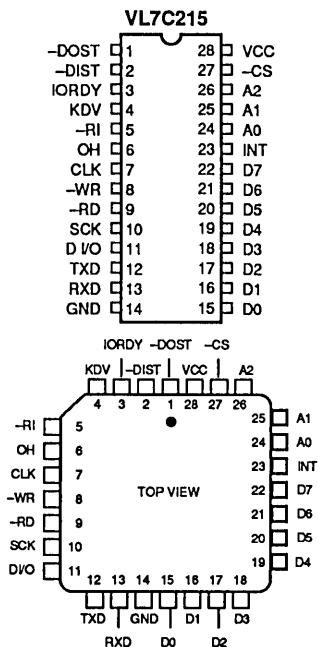 VL7C215
–DOST 1 28 VCC
–DIST 2 27 –CS
IORDY 3 26 A2
KDV 4 25 A1
–RI 5 24 A0
OH 6 23 INT
CLK 7 22 D7
–WR 8 21 D6
–RD 9 20 D5
SCK 10 19 D4
D I/O 11 18 D3
TXD 12 17 D2
RXD 13 16 D1
GND 14 15 D0
IORDY –DOST –CS
KDV –DIST VCC A2
4 3 2 1 28 27 26
–RI 5 25 A1
OH 6 24 A0
CLK 7 23 INT
–WR 8 TOP VIEW 22 D7
–RD 9 21 D6
SCK 10 20 D5
DI/O 11 19 D4
12 13 14 15 16 17 18
TXD GND D1 D3
RXD D0 D2